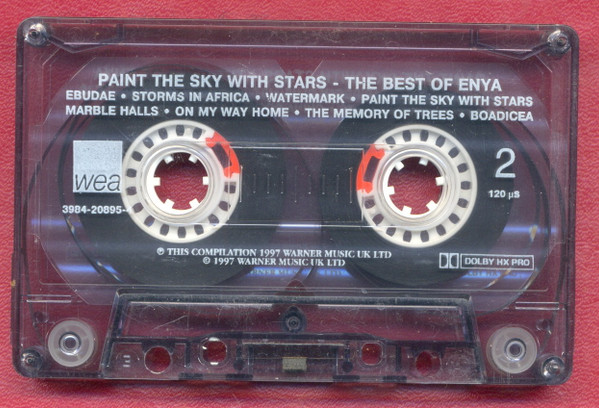 PAINT THE SKY WITH STARS - THE BEST OF ENYA
EBUDAE • STORMS IN AFRICA • WATERMARK • PAINT THE SKY WITH STARS
MARBLE HALLS • ON MY WAY HOME • THE MEMORY OF TREES • BOADICEA
wea
2
3984-20895-
120 µs
℗ THIS COMPILATION 1997 WARNER MUSIC UK LTD
© 1997 WARNER MUSIC UK LTD
DOLBY HX PRO